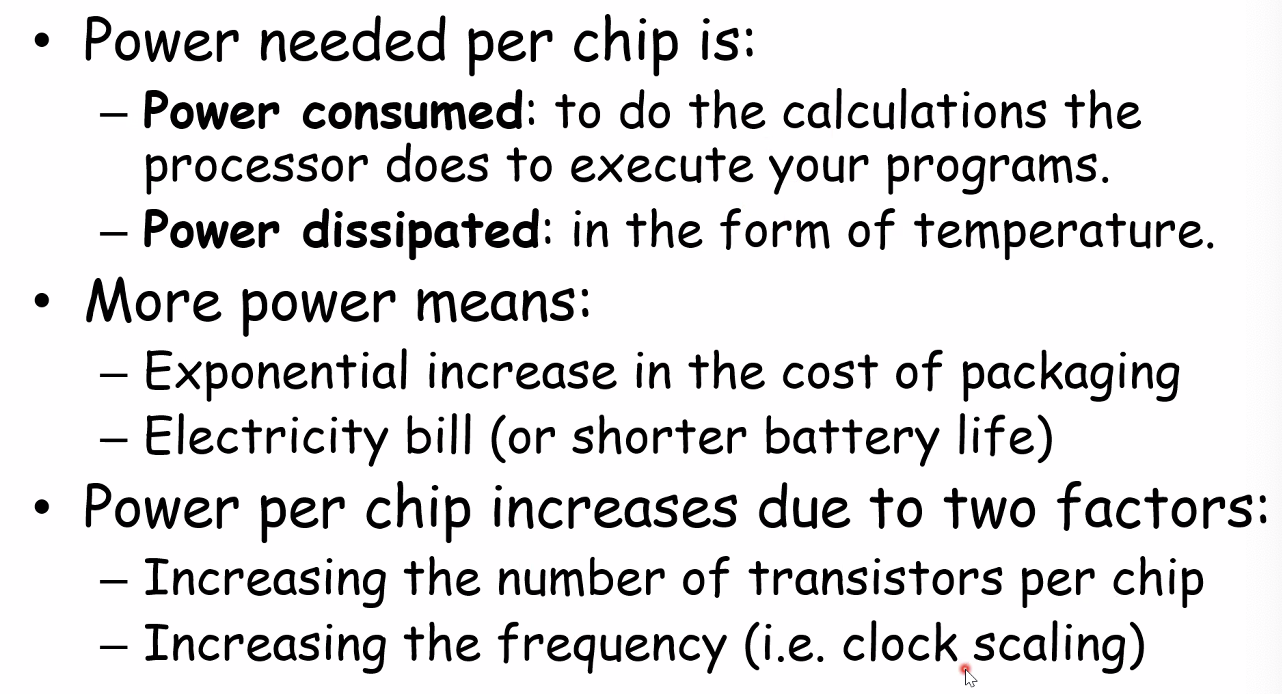 • Power needed per chip is:
– Power consumed: to do the calculations the
processor does to execute your programs.
– Power dissipated: in the form of temperature.
• More power means:
– Exponential increase in the cost of packaging
– Electricity bill (or shorter battery life)
• Power per chip increases due to two factors:
– Increasing the number of transistors per chip
– Increasing the frequency (i.e. clock scaling)